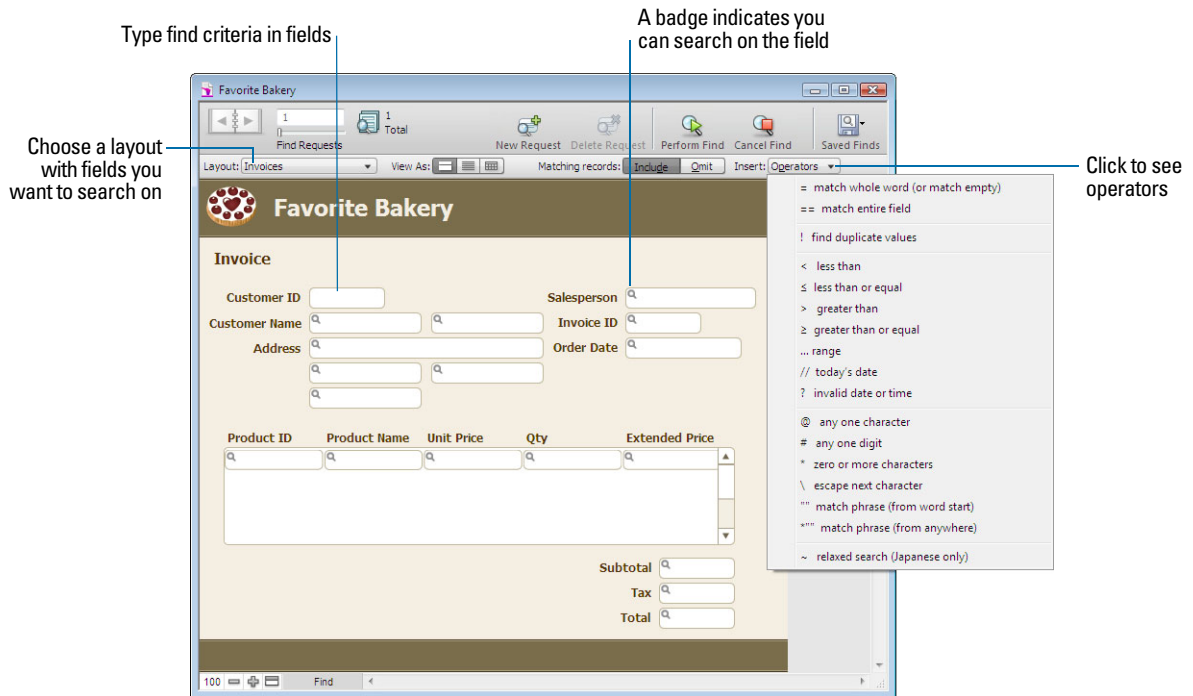 Type find criteria in fields
A badge indicates you
can search on the field
Choose a layout
with fields you
want to search on
Click to see
operators
Favorite Bakery
1
1
Total
Find Requests
New Request
Delete Request
Perform Find
Cancel Find
Saved Finds
Layout: Invoices
View As:
Matching records: Include Omit
Insert: Operators
= match whole word (or match empty)
== match entire field
! find duplicate values
< less than
≤ less than or equal
> greater than
≥ greater than or equal
... range
// today's date
? invalid date or time
@ any one character
# any one digit
* zero or more characters
\ escape next character
"" match phrase (from word start)
*"" match phrase (from anywhere)
~ relaxed search (Japanese only)
Favorite Bakery
Invoice
Customer ID
Salesperson
Customer Name
Invoice ID
Address
Order Date
Product ID Product Name Unit Price Qty Extended Price
Subtotal
Tax
Total
100
Find